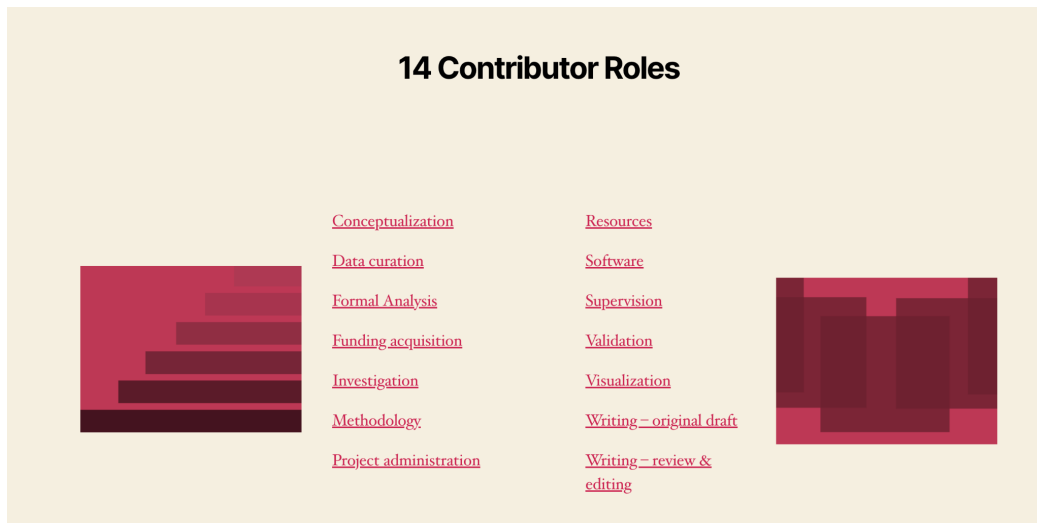 14 Contributor Roles
Conceptualization
Data curation
Formal Analysis
Funding acquisition
Investigation
Methodology
Project administration
Resources
Software
Supervision
Validation
Visualization
Writing – original draft
Writing – review &
editing